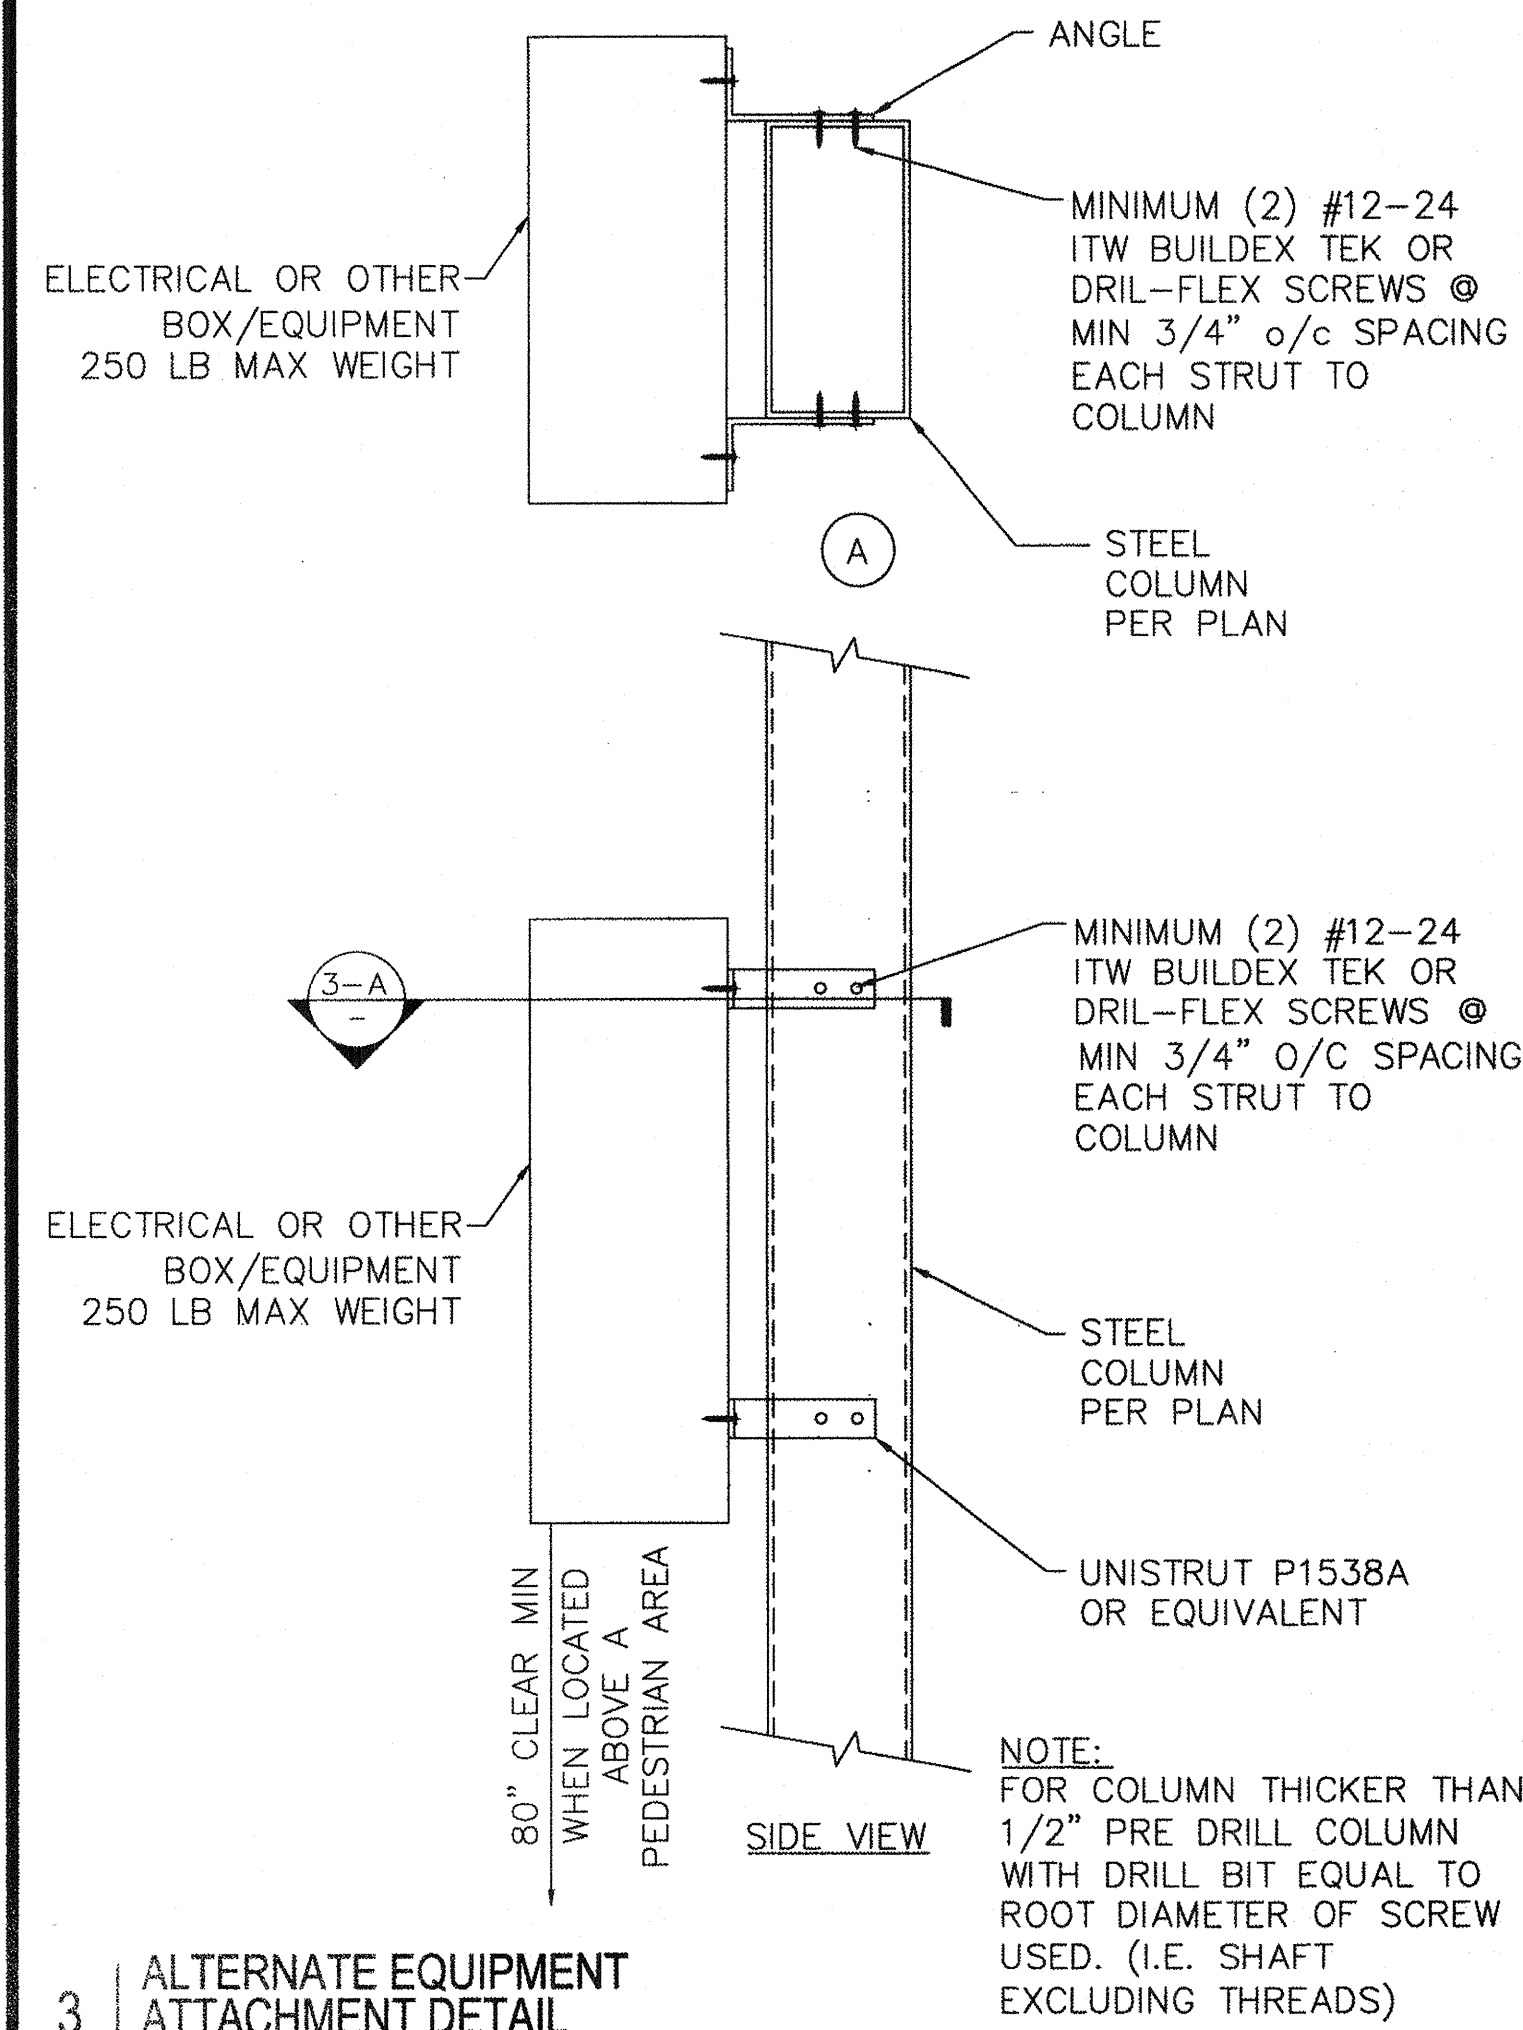 ANGLE
MINIMUM (2) #12-24
ITW BUILDEX TEK OR
DRIL-FLEX SCREWS @
MIN 3/4" o/c SPACING
EACH STRUT TO
COLUMN
ELECTRICAL OR OTHER
BOX/EQUIPMENT
250 LB MAX WEIGHT
A
STEEL
COLUMN
PER PLAN
MINIMUM (2) #12-24
ITW BUILDEX TEK OR
DRIL-FLEX SCREWS @
MIN 3/4" O/C SPACING
EACH STRUT TO
COLUMN
3-A
-
ELECTRICAL OR OTHER
BOX/EQUIPMENT
250 LB MAX WEIGHT
STEEL
COLUMN
PER PLAN
UNISTRUT P1538A
OR EQUIVALENT
80" CLEAR MIN
WHEN LOCATED
ABOVE A
PEDESTRIAN AREA
SIDE VIEW
NOTE:
FOR COLUMN THICKER THAN
1/2" PRE DRILL COLUMN
WITH DRILL BIT EQUAL TO
ROOT DIAMETER OF SCREW
USED. (I.E. SHAFT
EXCLUDING THREADS)
3
ALTERNATE EQUIPMENT
ATTACHMENT DETAIL